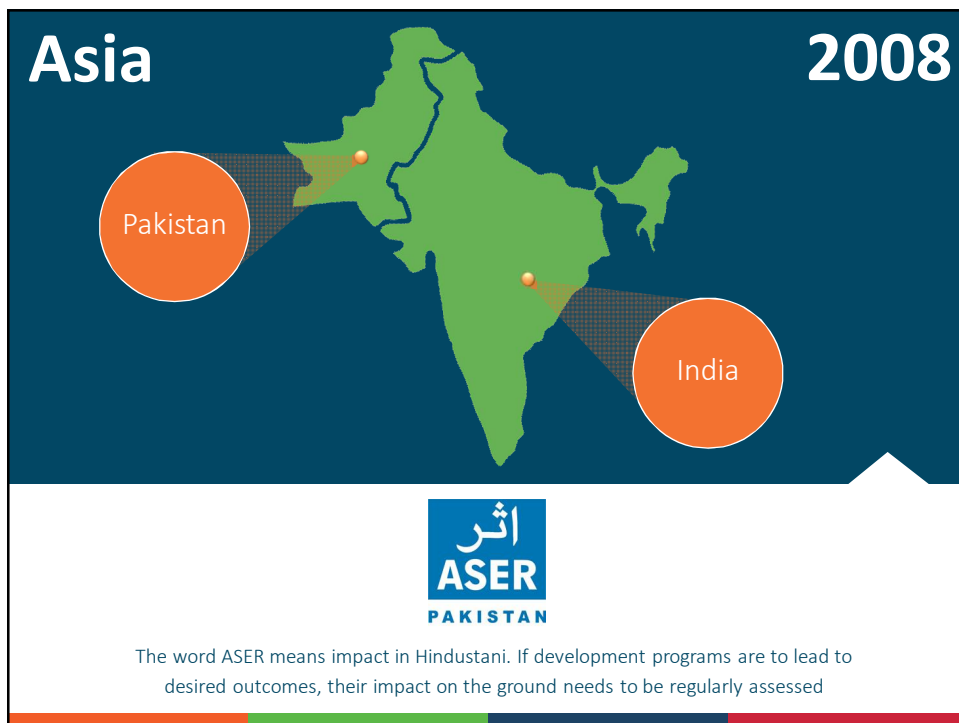 Asia
2008
Pakistan
India
اثر
ASER
PAKISTAN
The word ASER means impact in Hindustani. If development programs are to lead to
desired outcomes, their impact on the ground needs to be regularly assessed